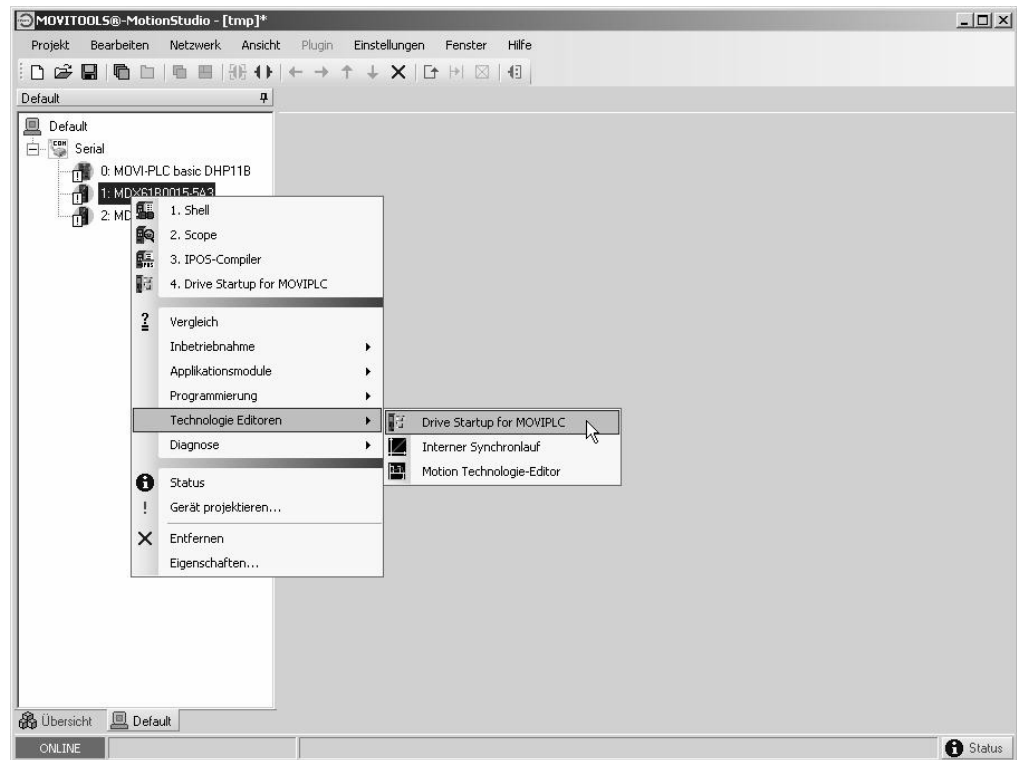 MOVITOOLS®-MotionStudio - [tmp]*
Projekt Bearbeiten Netzwerk Ansicht Plugin Einstellungen Fenster Hilfe
Default
Default
Serial
0: MOVI-PLC basic DHP11B
1: MDX61B0015-5A3
2: MD
1. Shell
2. Scope
3. IPOS-Compiler
4. Drive Startup for MOVIPLC
Vergleich
Inbetriebnahme
Applikationsmodule
Programmierung
Technologie Editoren
Drive Startup for MOVIPLC
Interner Synchronlauf
Motion Technologie-Editor
Diagnose
Status
Gerät projektieren...
Entfernen
Eigenschaften...
Übersicht Default
ONLINE Status